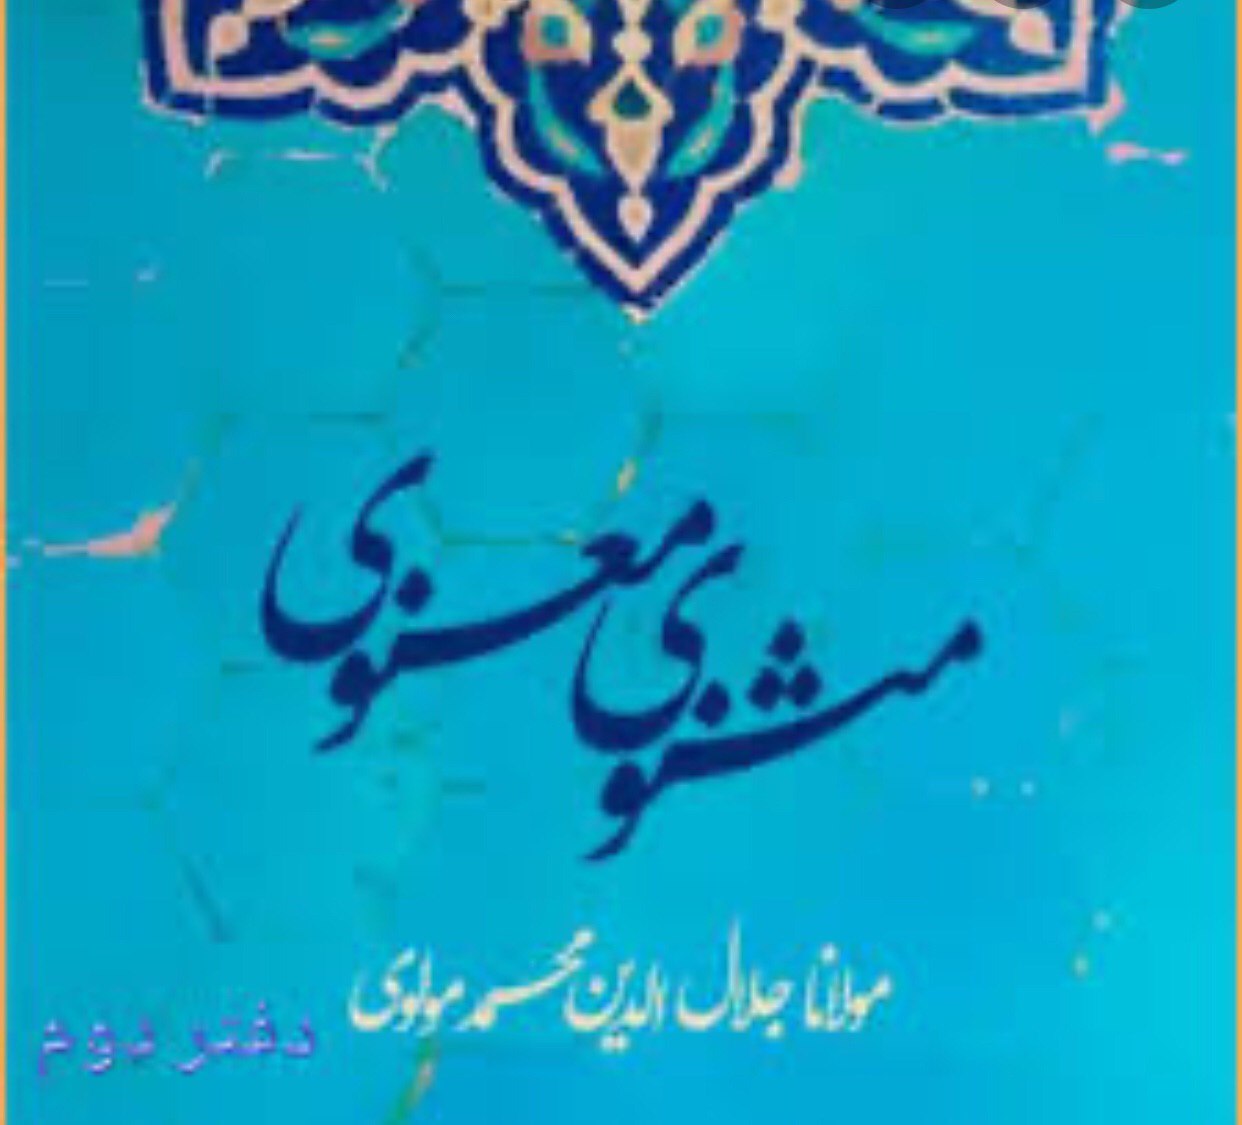 مثنوی معنوی
مولانا جلال الدین محمد مولوی
دفتر دوم